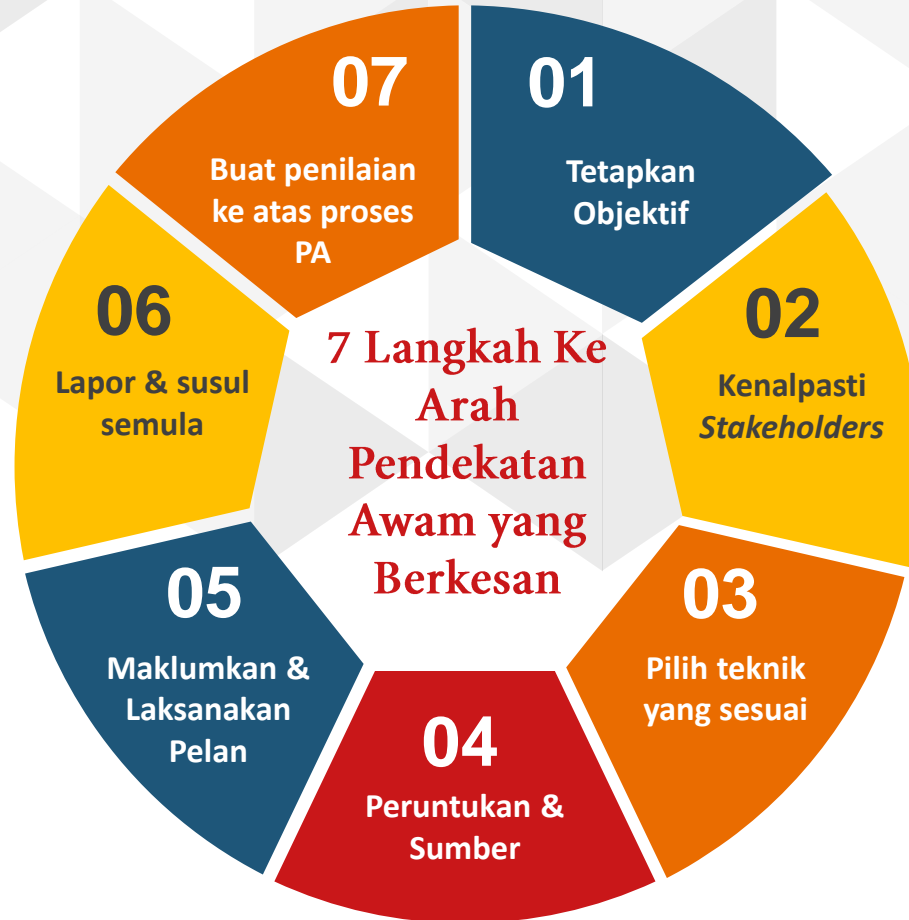 7 Langkah Ke
Arah
Pendekatan
Awam yang
Berkesan
01
Tetapkan
Objektif
02
Kenalpasti
Stakeholders
03
Pilih teknik
yang sesuai
04
Peruntukan &
Sumber
05
Maklumkan &
Laksanakan
Pelan
06
Lapor & susul
semula
07
Buat penilaian
ke atas proses
PA